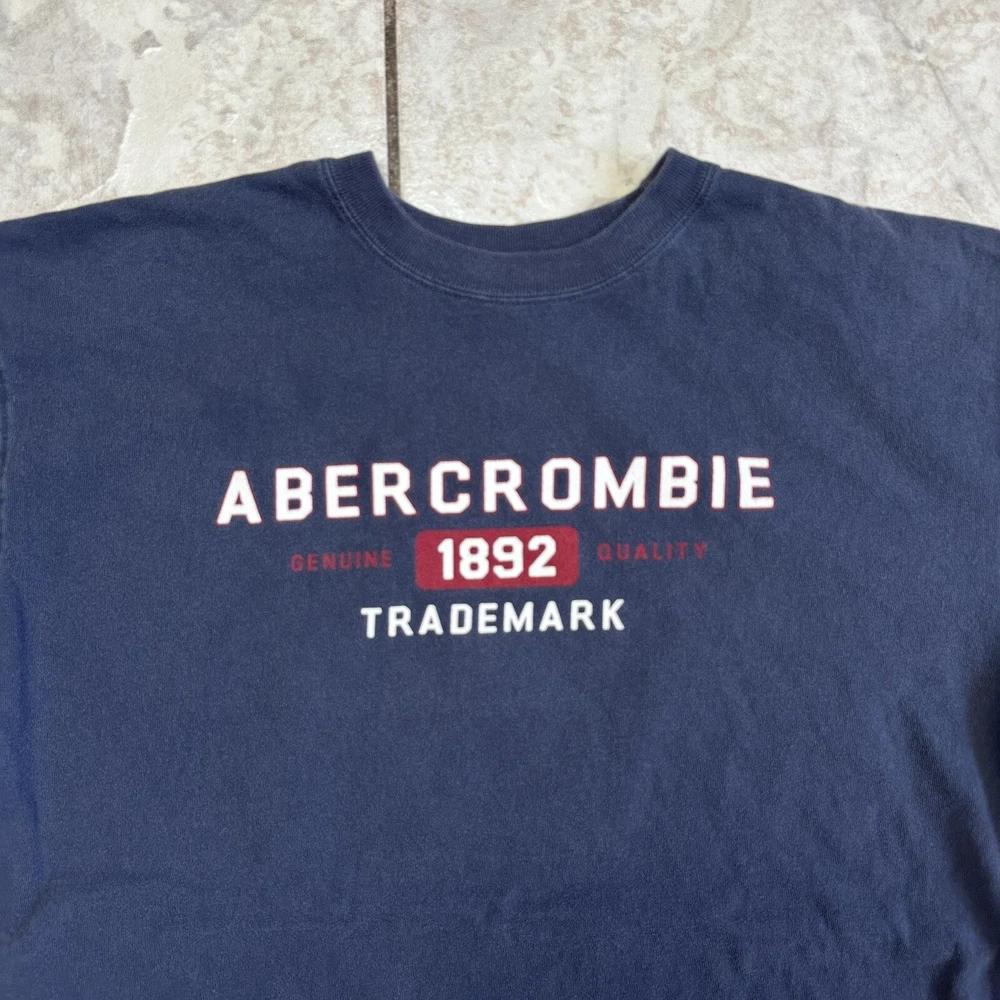 ABERCROMBIE
GENUINE 1892 QUALITY
TRADEMARK